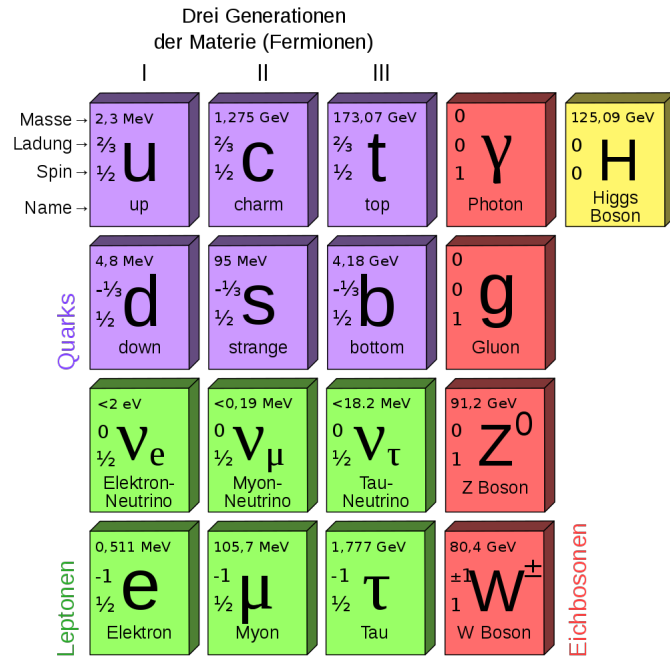 Drei Generationen
der Materie (Fermionen)
I II III
Masse→
Ladung→
Spin→
Name→
2,3 MeV
⅔
½
u
up
1,275 GeV
⅔
½
c
charm
173,07 GeV
⅔
½
t
top
0
0
1
γ
Photon
125,09 GeV
0
0
H
Higgs
Boson
Quarks
4,8 MeV
-⅓
½
d
down
95 MeV
-⅓
½
s
strange
4,18 GeV
-⅓
½
b
bottom
0
0
1
g
Gluon
<2 eV
0
½
νe
Elektron-
Neutrino
<0,19 MeV
0
½
νμ
Myon-
Neutrino
<18.2 MeV
0
½
ντ
Tau-
Neutrino
91,2 GeV
0
1
Z0
Z Boson
Leptonen
0,511 MeV
-1
½
e
Elektron
105,7 MeV
-1
½
μ
Myon
1,777 GeV
-1
½
τ
Tau
80,4 GeV
±1
1
W±
W Boson
Eichbosonen